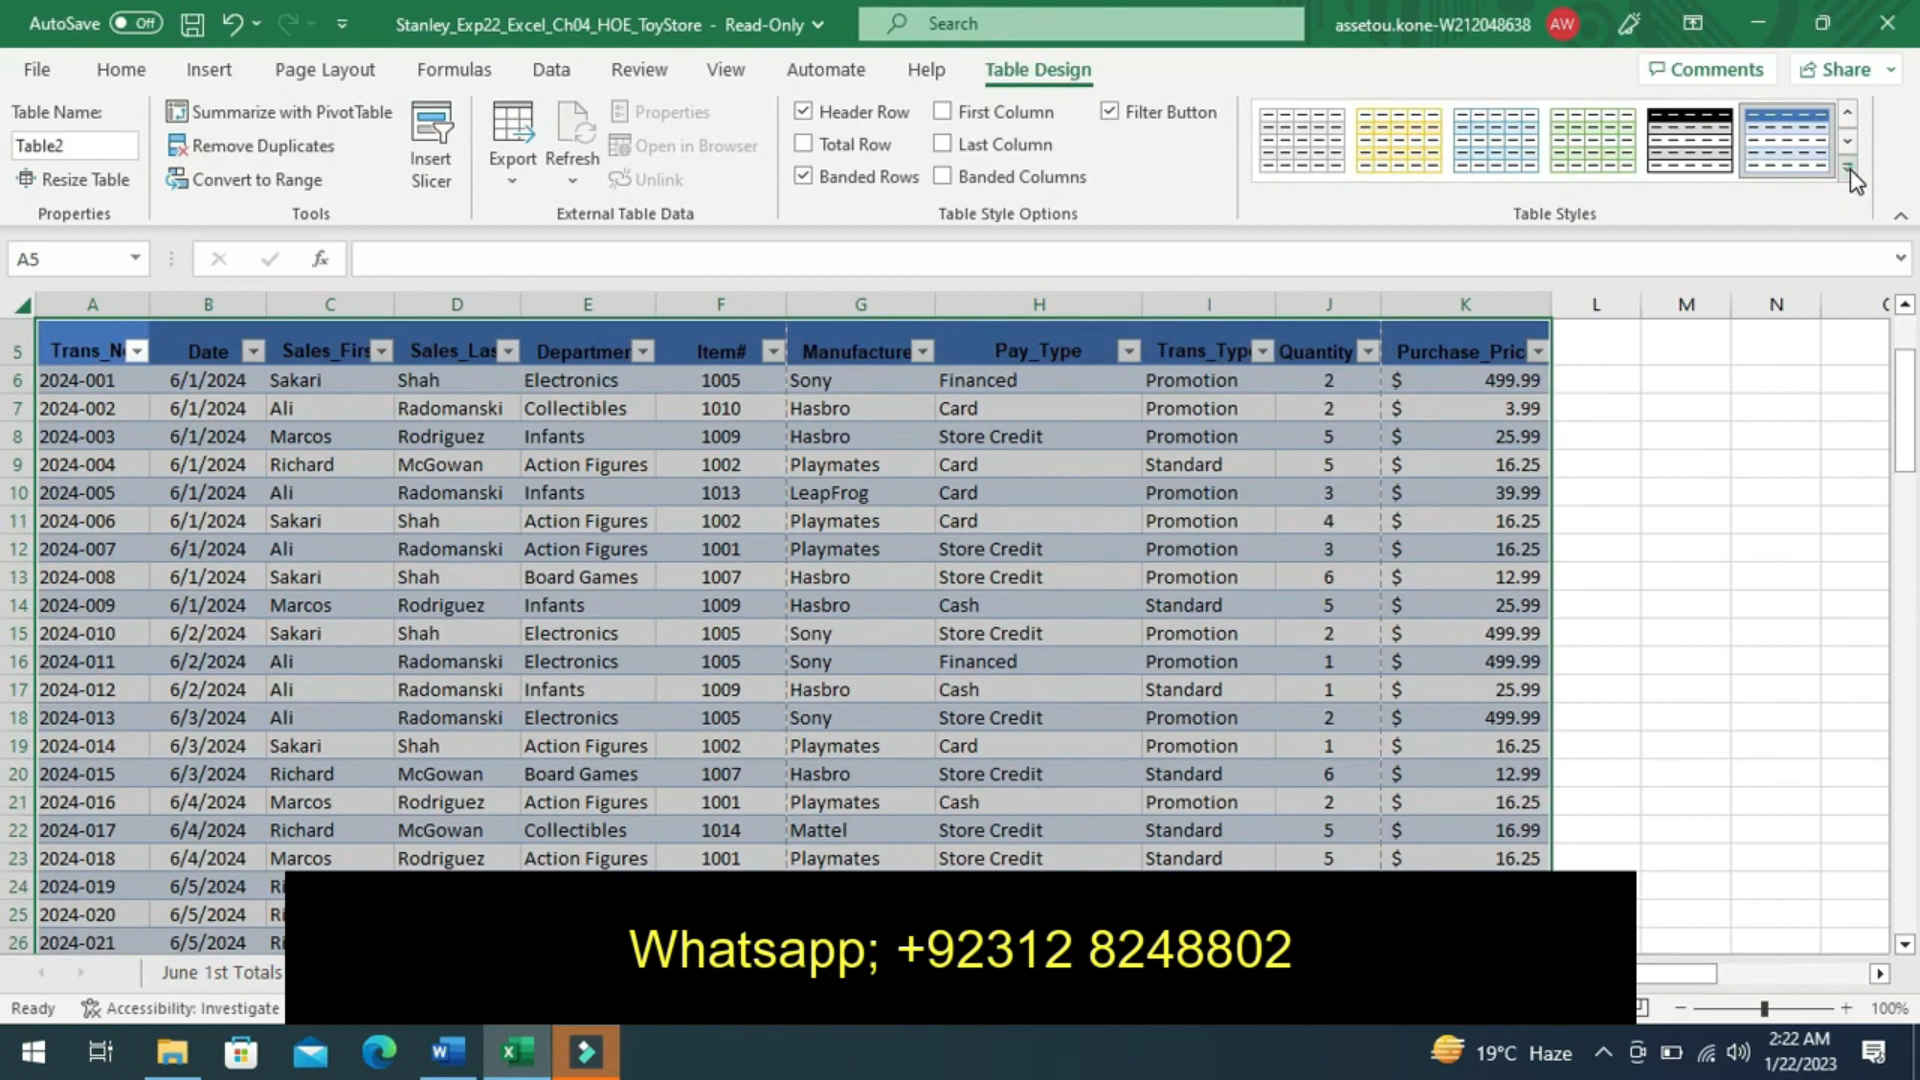 AutoSave Off Stanley_Exp22_Excel_Ch04_HOE_ToyStore - Read-Only Search assetou.kone-W212048638 AW
File Home Insert Page Layout Formulas Data Review View Automate Help Table Design Comments Share
Table Name:
Table2
Resize Table
Properties
Summarize with PivotTable
Remove Duplicates
Convert to Range
Tools
Insert
Slicer
Export
Refresh
Properties
Open in Browser
Unlink
External Table Data
Header Row
Total Row
Banded Rows
First Column
Last Column
Banded Columns
Filter Button
Table Style Options
Table Styles
A5 fx
A B C D E F G H I J K L M N
5 Trans_N Date Sales_Firs Sales_Las Departmen Item# Manufacture Pay_Type Trans_Typ Quantity Purchase_Pric
6 2024-001 6/1/2024 Sakari Shah Electronics 1005 Sony Financed Promotion 2 $ 499.99
7 2024-002 6/1/2024 Ali Radomanski Collectibles 1010 Hasbro Card Promotion 2 $ 3.99
8 2024-003 6/1/2024 Marcos Rodriguez Infants 1009 Hasbro Store Credit Promotion 5 $ 25.99
9 2024-004 6/1/2024 Richard McGowan Action Figures 1002 Playmates Card Standard 5 $ 16.25
10 2024-005 6/1/2024 Ali Radomanski Infants 1013 LeapFrog Card Promotion 3 $ 39.99
11 2024-006 6/1/2024 Sakari Shah Action Figures 1002 Playmates Card Promotion 4 $ 16.25
12 2024-007 6/1/2024 Ali Radomanski Action Figures 1001 Playmates Store Credit Promotion 3 $ 16.25
13 2024-008 6/1/2024 Sakari Shah Board Games 1007 Hasbro Store Credit Promotion 6 $ 12.99
14 2024-009 6/1/2024 Marcos Rodriguez Infants 1009 Hasbro Cash Standard 5 $ 25.99
15 2024-010 6/2/2024 Sakari Shah Electronics 1005 Sony Store Credit Promotion 2 $ 499.99
16 2024-011 6/2/2024 Ali Radomanski Electronics 1005 Sony Financed Promotion 1 $ 499.99
17 2024-012 6/2/2024 Ali Radomanski Infants 1009 Hasbro Cash Standard 1 $ 25.99
18 2024-013 6/3/2024 Ali Radomanski Electronics 1005 Sony Store Credit Promotion 2 $ 499.99
19 2024-014 6/3/2024 Sakari Shah Action Figures 1002 Playmates Card Promotion 1 $ 16.25
20 2024-015 6/3/2024 Richard McGowan Board Games 1007 Hasbro Store Credit Standard 6 $ 12.99
21 2024-016 6/4/2024 Marcos Rodriguez Action Figures 1001 Playmates Cash Promotion 2 $ 16.25
22 2024-017 6/4/2024 Richard McGowan Collectibles 1014 Mattel Store Credit Standard 5 $ 16.99
23 2024-018 6/4/2024 Marcos Rodriguez Action Figures 1001 Playmates Store Credit Standard 5 $ 16.25
24 2024-019 6/5/2024 Ri
25 2024-020 6/5/2024 Ri
26 2024-021 6/5/2024 Ri
Whatsapp; +92312 8248802
June 1st Totals
Ready Accessibility: Investigate 100%
19°C Haze 2:22 AM
1/22/2023